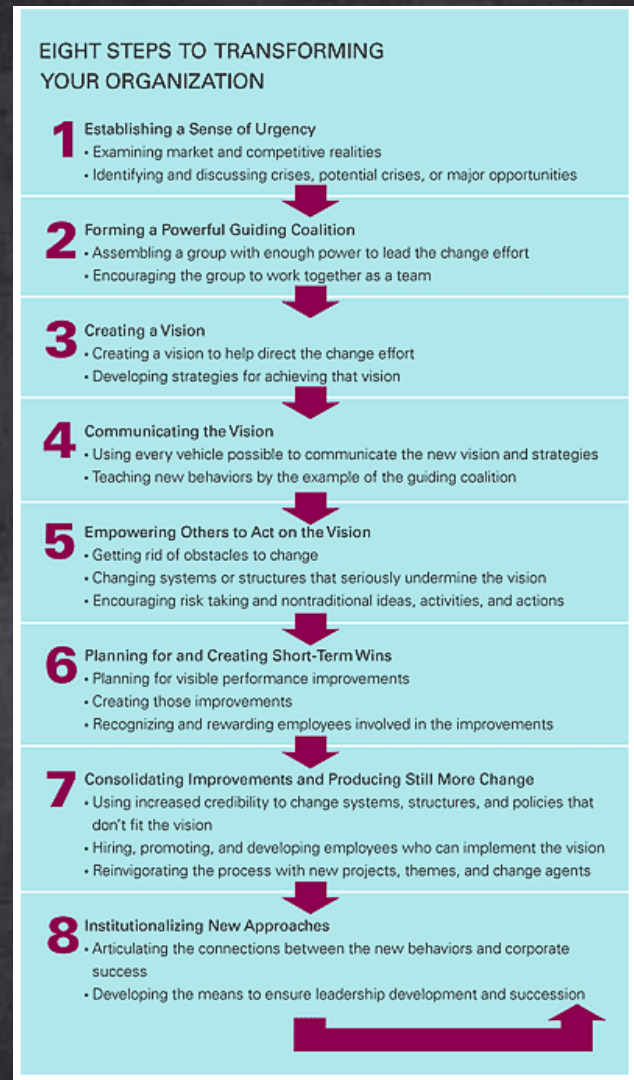 EIGHT STEPS TO TRANSFORMING
YOUR ORGANIZATION
1 Establishing a Sense of Urgency
• Examining market and competitive realities
• Identifying and discussing crises, potential crises, or major opportunities
2 Forming a Powerful Guiding Coalition
• Assembling a group with enough power to lead the change effort
• Encouraging the group to work together as a team
3 Creating a Vision
• Creating a vision to help direct the change effort
• Developing strategies for achieving that vision
4 Communicating the Vision
• Using every vehicle possible to communicate the new vision and strategies
• Teaching new behaviors by the example of the guiding coalition
5 Empowering Others to Act on the Vision
• Getting rid of obstacles to change
• Changing systems or structures that seriously undermine the vision
• Encouraging risk taking and nontraditional ideas, activities, and actions
6 Planning for and Creating Short-Term Wins
• Planning for visible performance improvements
• Creating those improvements
• Recognizing and rewarding employees involved in the improvements
7 Consolidating Improvements and Producing Still More Change
• Using increased credibility to change systems, structures, and policies that
don't fit the vision
• Hiring, promoting, and developing employees who can implement the vision
• Reinvigorating the process with new projects, themes, and change agents
8 Institutionalizing New Approaches
• Articulating the connections between the new behaviors and corporate
success
• Developing the means to ensure leadership development and succession